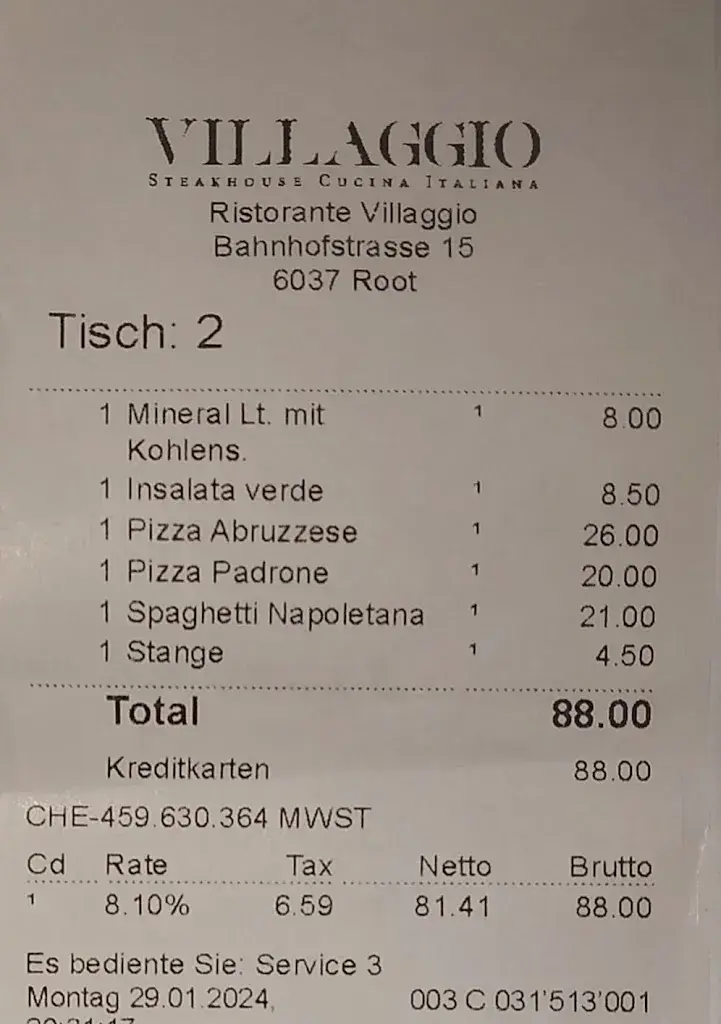 VILLAGGIO
STEAKHOUSE CUCINA ITALIANA
Ristorante Villaggio
Bahnhofstrasse 15
6037 Root
Tisch: 2
1 Mineral Lt. mit ¹ 8.00
Kohlens.
1 Insalata verde ¹ 8.50
1 Pizza Abruzzese ¹ 26.00
1 Pizza Padrone ¹ 20.00
1 Spaghetti Napoletana ¹ 21.00
1 Stange ¹ 4.50
Total 88.00
Kreditkarten 88.00
CHE-459.630.364 MWST
Cd Rate Tax Netto Brutto
¹ 8.10% 6.59 81.41 88.00
Es bediente Sie: Service 3
Montag 29.01.2024, 003 C 031'513'001